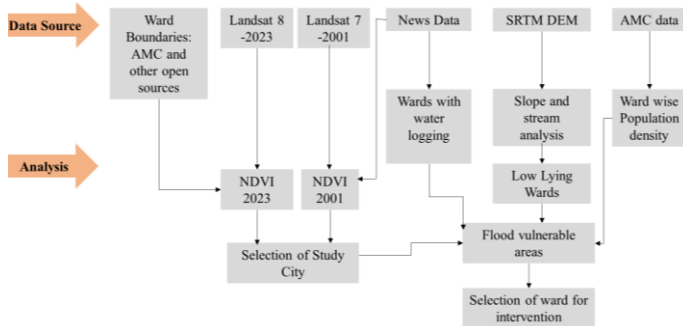 Data Source
Ward
Boundaries:
AMC and
other open
sources
Landsat 8
-2023
Landsat 7
-2001
News Data
SRTM DEM
AMC data
Wards with
water
logging
Slope and
stream
analysis
Ward wise
Population
density
Analysis
NDVI
2023
NDVI
2001
Low Lying
Wards
Selection of Study
City
Flood vulnerable
areas
Selection of ward for
intervention